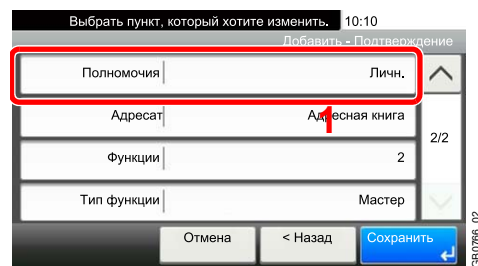 Выбрать пункт, который хотите изменить. 10:10
Добавить - Подтверждение
Полномочия Личн.
Адресат Адресная книга
1
2/2
Функции 2
Тип функции Мастер
Отмена < Назад Сохранить
GB0766_02